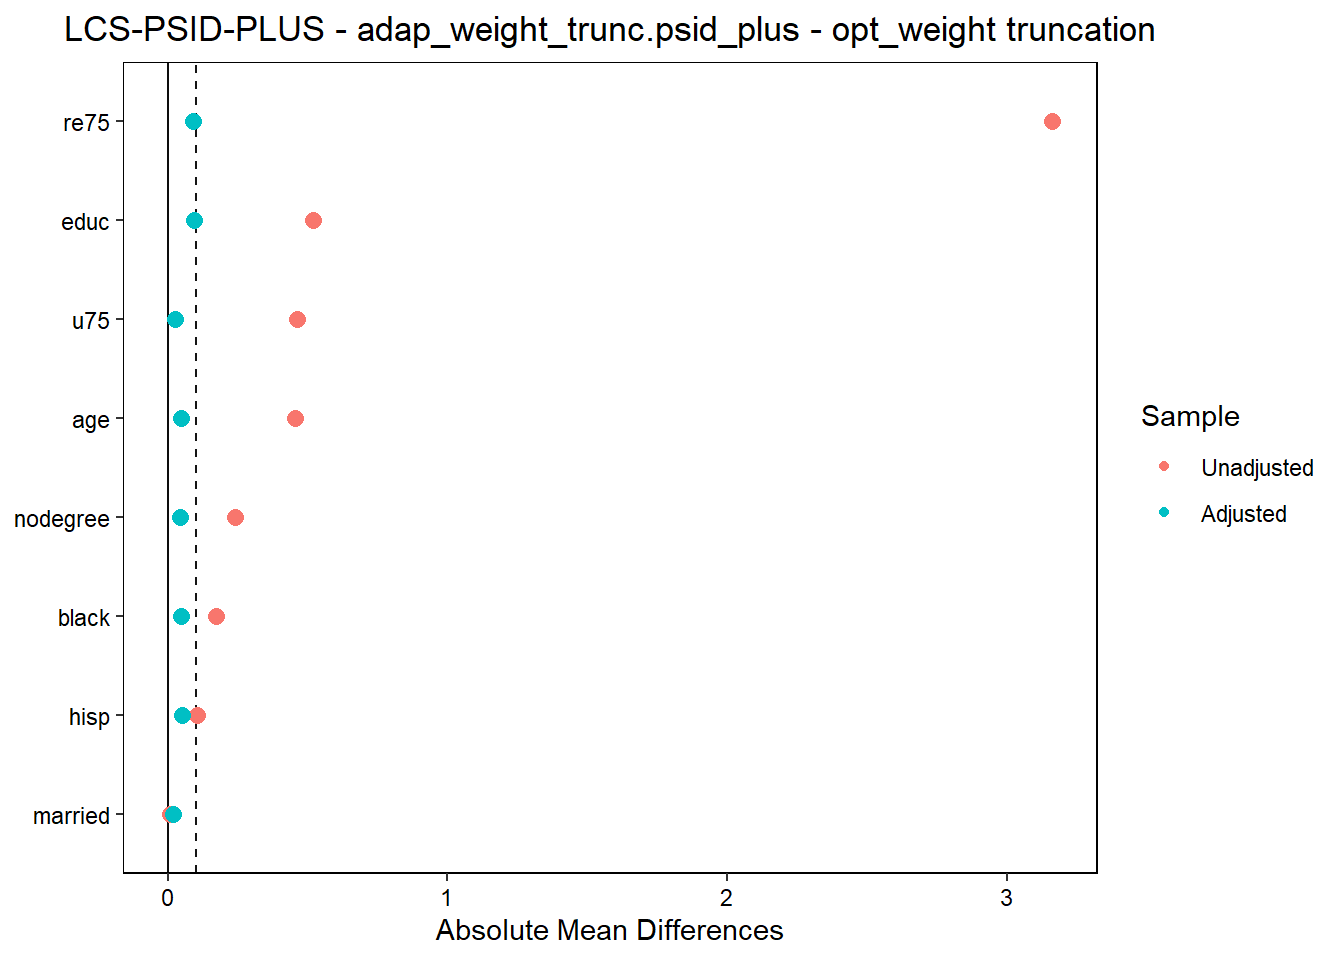 LCS-PSID-PLUS - adap_weight_trunc.psid_plus - opt_weight truncation
re75
educ
u75
age
nodegree
black
hisp
married
0 1 2 3
Absolute Mean Differences
Sample
Unadjusted
Adjusted